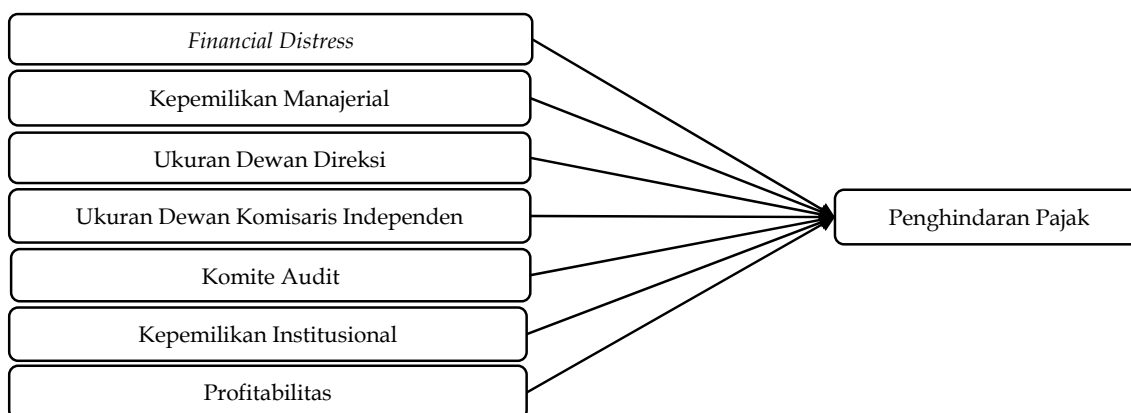 Financial Distress
Kepemilikan Manajerial
Ukuran Dewan Direksi
Ukuran Dewan Komisaris Independen
Komite Audit
Kepemilikan Institusional
Profitabilitas
Penghindaran Pajak